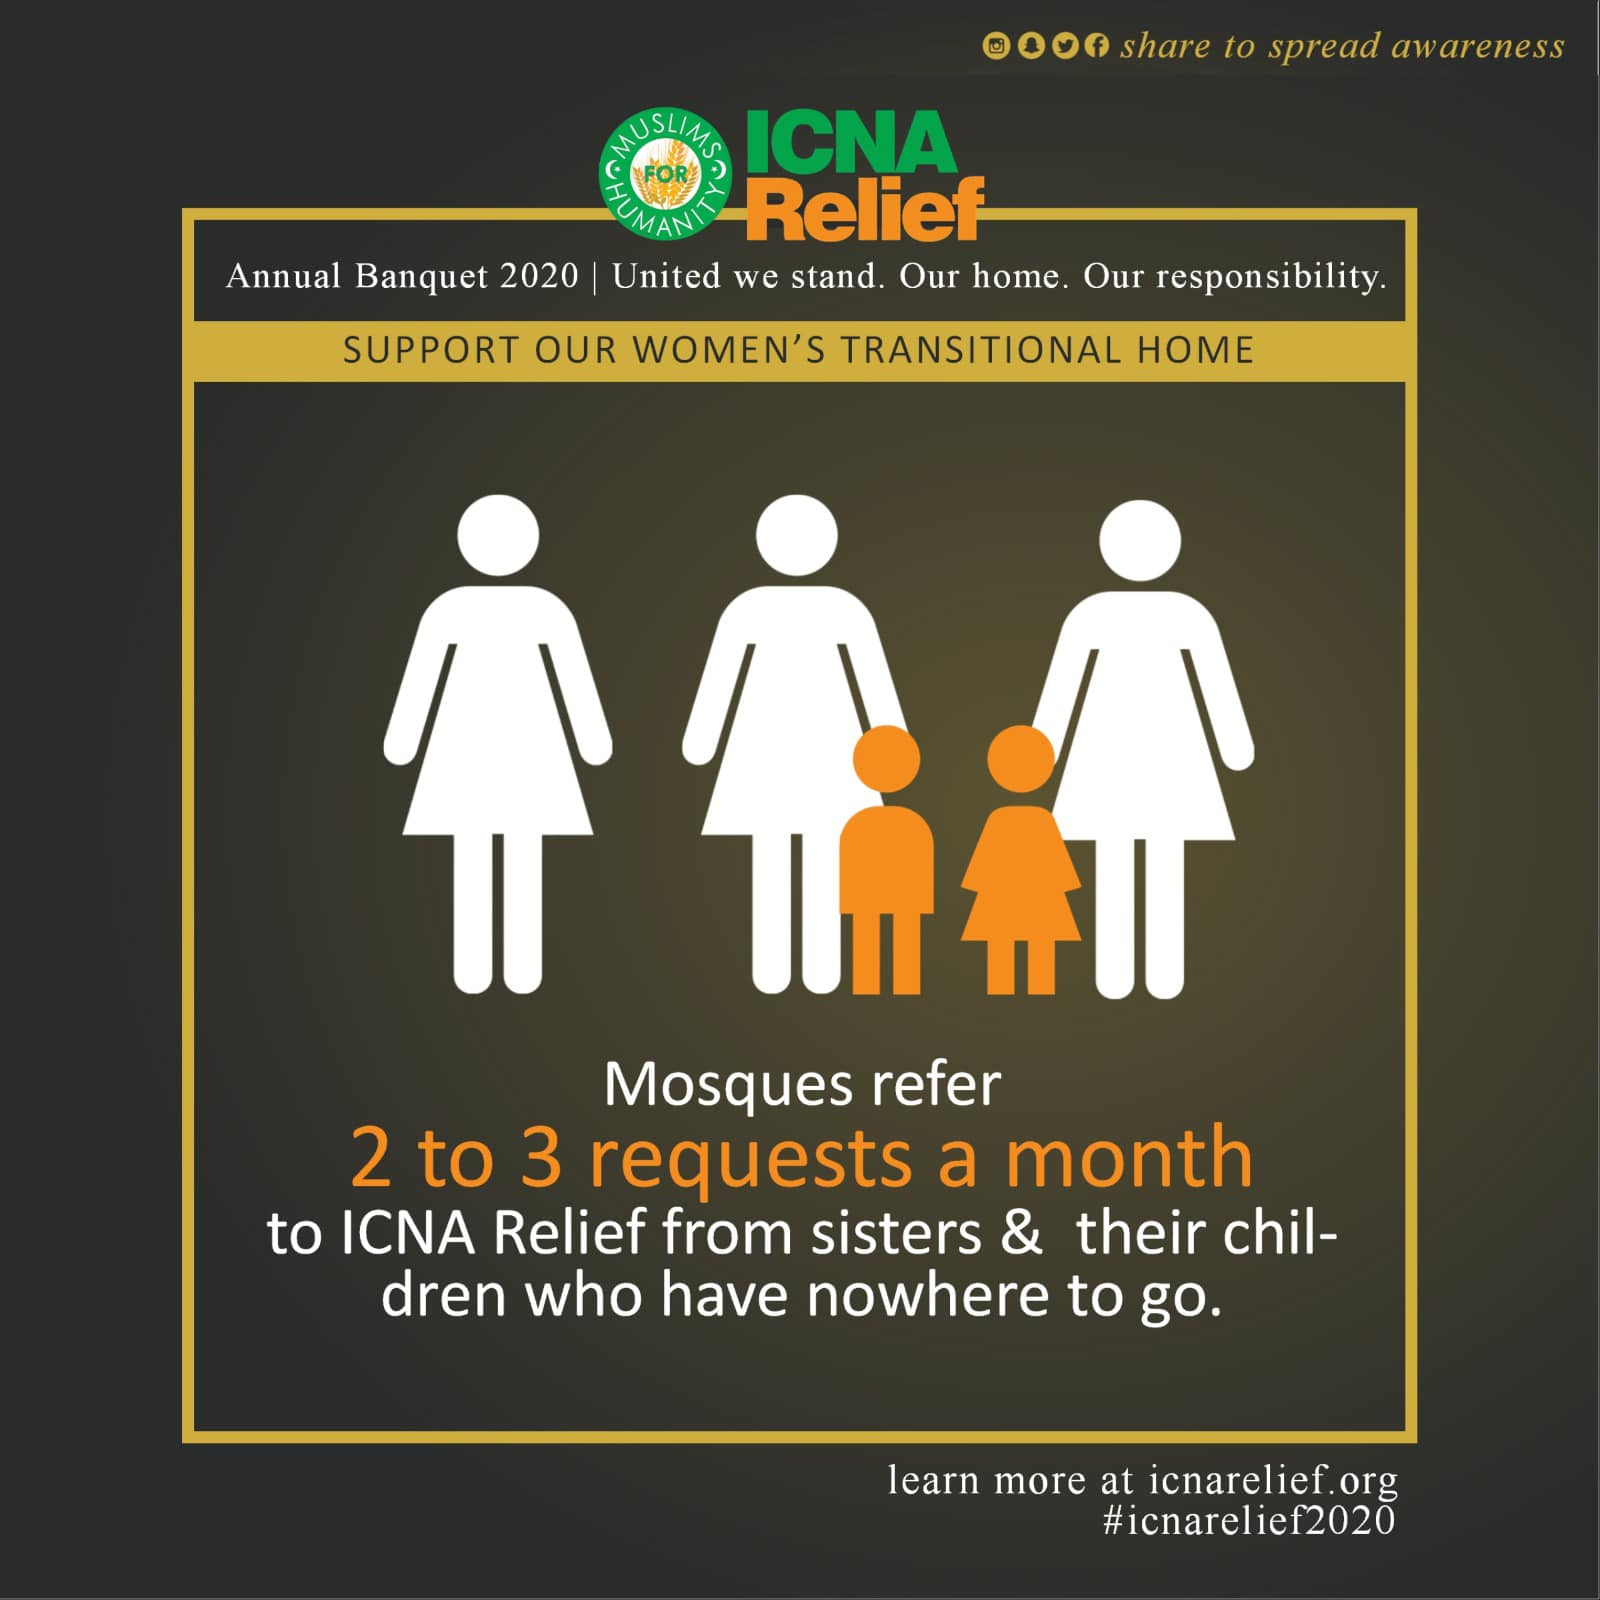 share to spread awareness
MUSLIMS
FOR
HUMANITY
ICNA
Relief
Annual Banquet 2020 | United we stand. Our home. Our responsibility.
SUPPORT OUR WOMEN’S TRANSITIONAL HOME
Mosques refer
2 to 3 requests a month
to ICNA Relief from sisters & their chil-
dren who have nowhere to go.
learn more at icnarelief.org
#icnarelief2020